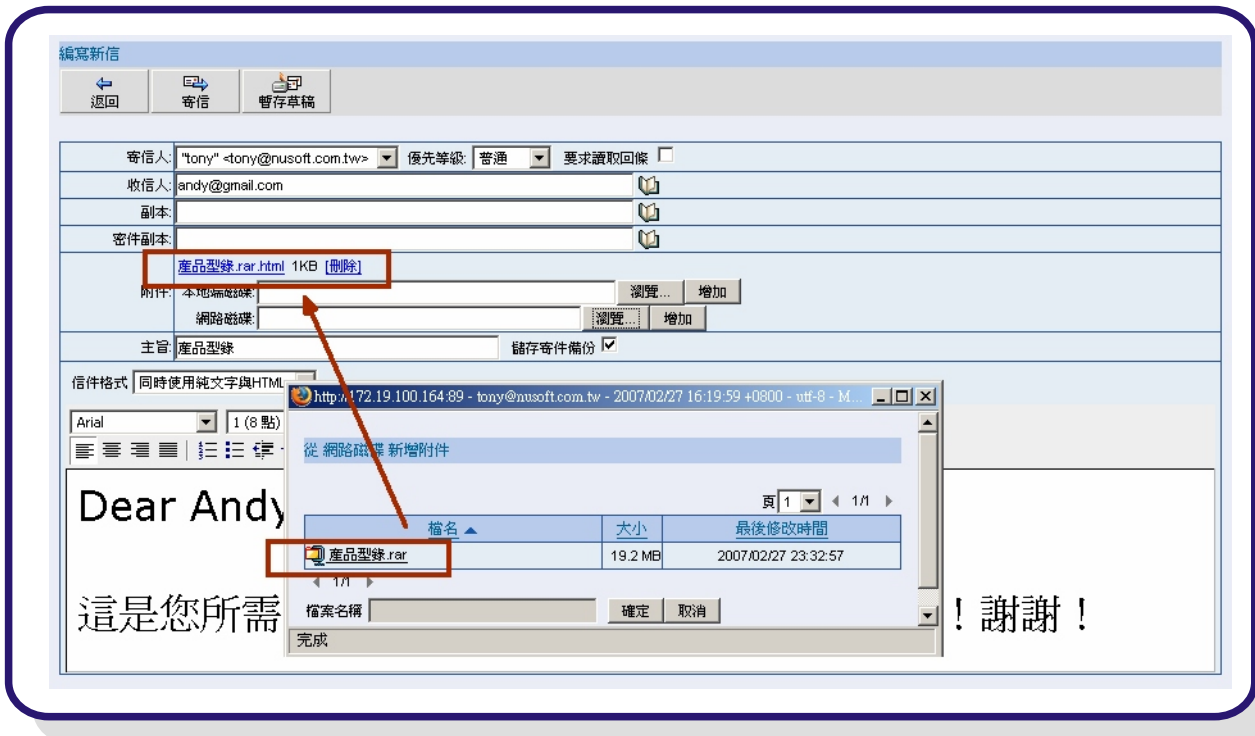 編寫新信
返回 寄信 暫存草稿
寄信人: "tony" <tony@nusoft.com.tw> 優先等級: 普通 要求讀取回條
收信人: andy@gmail.com
副本:
密件副本:
產品型錄.rar.html 1KB [刪除]
附件: 本地端磁碟: 瀏覽... 增加
網路磁碟: 瀏覽... 增加
主旨: 產品型錄 儲存寄件備份
信件格式 同時使用純文字與HTML
http://172.19.100.164:89 - tony@nusoft.com.tw - 2007/02/27 16:19:59 +0800 - utf-8 - M...
Arial 1 (8 點)
從 網路磁碟 新增附件
頁 1 1/1
Dear Andy
檔名 大小 最後修改時間
產品型錄.rar 19.2 MB 2007/02/27 23:32:57
1/1
這是您所需 ！謝謝！
檔案名稱 確定 取消
完成